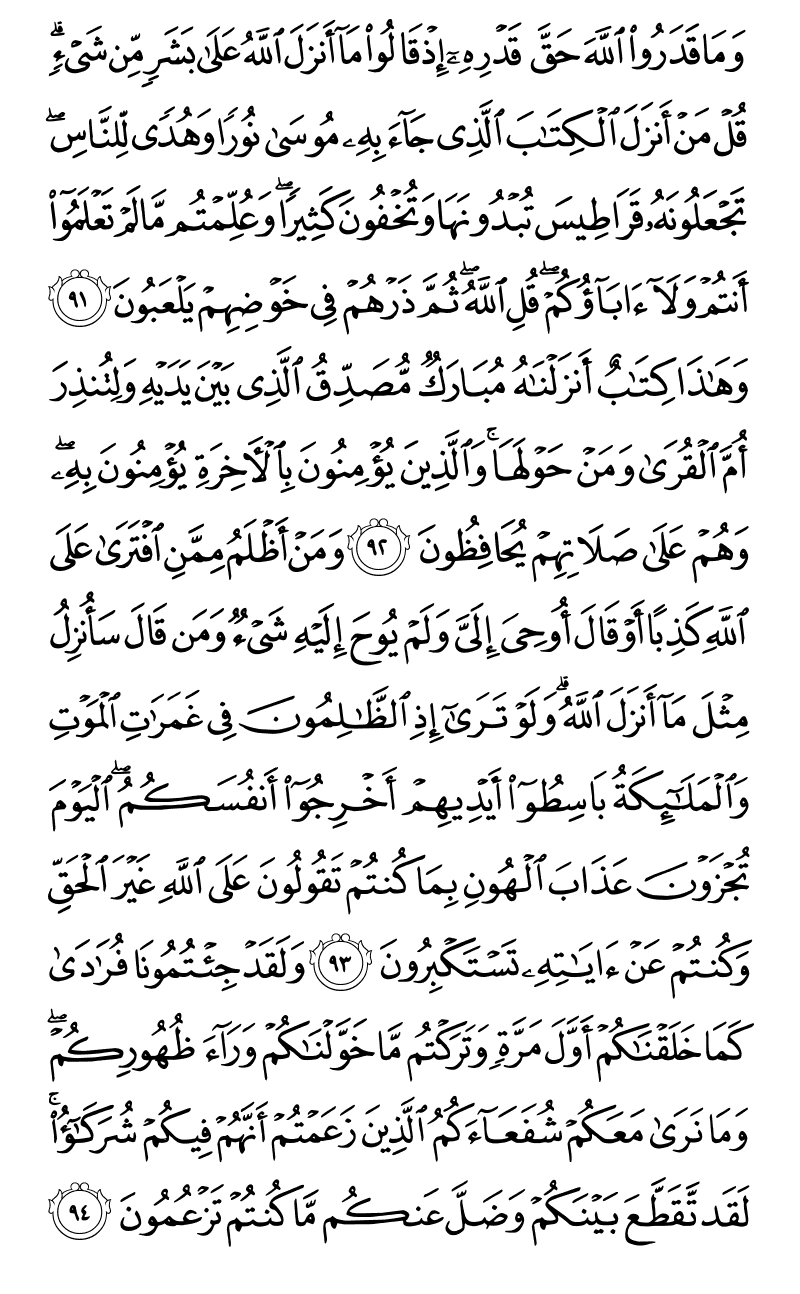 وَمَا قَدَرُوا۟ ٱللَّهَ حَقَّ قَدْرِهِۦٓ إِذْ قَالُوا۟ مَآ أَنزَلَ ٱللَّهُ عَلَىٰ بَشَرٍ مِّن شَىْءٍ ۗ
قُلْ مَنْ أَنزَلَ ٱلْكِتَـٰبَ ٱلَّذِى جَآءَ بِهِۦ مُوسَىٰ نُورًا وَهُدًى لِّلنَّاسِ ۖ
تَجْعَلُونَهُۥ قَرَاطِيسَ تُبْدُونَهَا وَتُخْفُونَ كَثِيرًا ۖ وَعُلِّمْتُم مَّا لَمْ تَعْلَمُوٓا۟
أَنتُمْ وَلَآ ءَابَآؤُكُمْ ۖ قُلِ ٱللَّهُ ۖ ثُمَّ ذَرْهُمْ فِى خَوْضِهِمْ يَلْعَبُونَ ٩١
وَهَـٰذَا كِتَـٰبٌ أَنزَلْنَـٰهُ مُبَارَكٌ مُّصَدِّقُ ٱلَّذِى بَيْنَ يَدَيْهِ وَلِتُنذِرَ
أُمَّ ٱلْقُرَىٰ وَمَنْ حَوْلَهَا ۚ وَٱلَّذِينَ يُؤْمِنُونَ بِٱلْـَٔاخِرَةِ يُؤْمِنُونَ بِهِۦ ۖ
وَهُمْ عَلَىٰ صَلَاتِهِمْ يُحَافِظُونَ ٩٢ وَمَنْ أَظْلَمُ مِمَّنِ ٱفْتَرَىٰ عَلَى
ٱللَّهِ كَذِبًا أَوْ قَالَ أُوحِىَ إِلَىَّ وَلَمْ يُوحَ إِلَيْهِ شَىْءٌ وَمَن قَالَ سَأُنزِلُ
مِثْلَ مَآ أَنزَلَ ٱللَّهُ ۗ وَلَوْ تَرَىٰٓ إِذِ ٱلظَّـٰلِمُونَ فِى غَمَرَٰتِ ٱلْمَوْتِ
وَٱلْمَلَـٰٓئِكَةُ بَاسِطُوٓا۟ أَيْدِيهِمْ أَخْرِجُوٓا۟ أَنفُسَكُمُ ۖ ٱلْيَوْمَ
تُجْزَوْنَ عَذَابَ ٱلْهُونِ بِمَا كُنتُمْ تَقُولُونَ عَلَى ٱللَّهِ غَيْرَ ٱلْحَقِّ
وَكُنتُمْ عَنْ ءَايَـٰتِهِۦ تَسْتَكْبِرُونَ ٩٣ وَلَقَدْ جِئْتُمُونَا فُرَٰدَىٰ
كَمَا خَلَقْنَـٰكُمْ أَوَّلَ مَرَّةٍ وَتَرَكْتُم مَّا خَوَّلْنَـٰكُمْ وَرَآءَ ظُهُورِكُمْ ۖ
وَمَا نَرَىٰ مَعَكُمْ شُفَعَآءَكُمُ ٱلَّذِينَ زَعَمْتُمْ أَنَّهُمْ فِيكُمْ شُرَكَـٰٓؤُا۟ ۚ
لَقَد تَّقَطَّعَ بَيْنَكُمْ وَضَلَّ عَنكُم مَّا كُنتُمْ تَزْعُمُونَ ٩٤